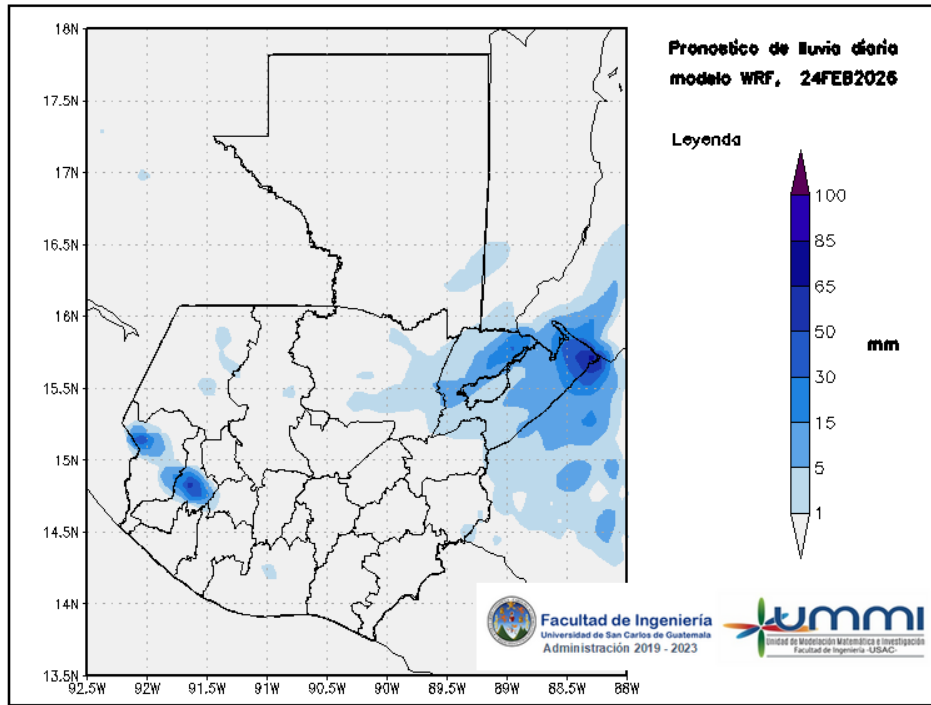 Pronostico de lluvia diaria
modelo WRF, 24FEB2026
Leyenda
100
85
65
50
30
15
5
1
mm
18N
17.5N
17N
16.5N
16N
15.5N
15N
14.5N
14N
13.5N
92.5W
92W
91.5W
91W
90.5W
90W
89.5W
89W
88.5W
88W
Facultad de Ingeniería
Universidad de San Carlos de Guatemala
Administración 2019 - 2023
UMMI
Unidad de Modelación Matemática e Investigación
Facultad de Ingeniería -USAC-